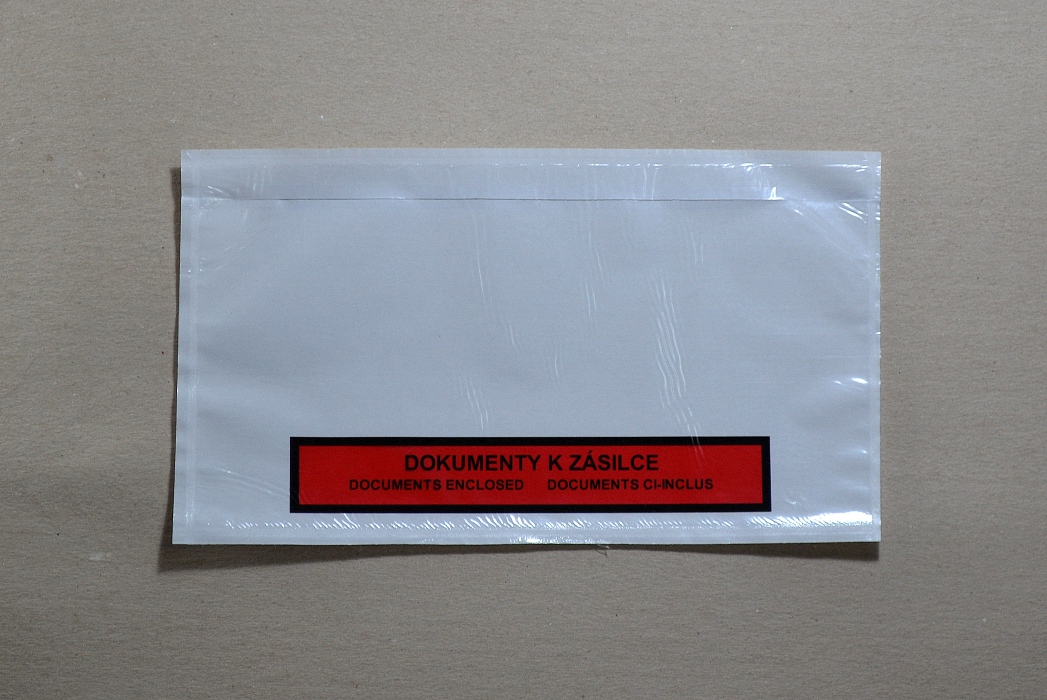 DOKUMENTY K ZÁSILCE
DOCUMENTS ENCLOSED DOCUMENTS CI-INCLUS